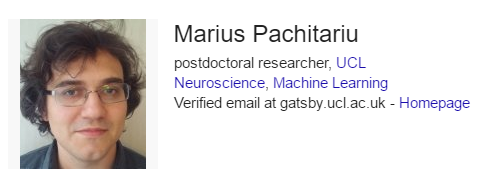 Marius Pachitariu
postdoctoral researcher, UCL
Neuroscience, Machine Learning
Verified email at gatsby.ucl.ac.uk - Homepage